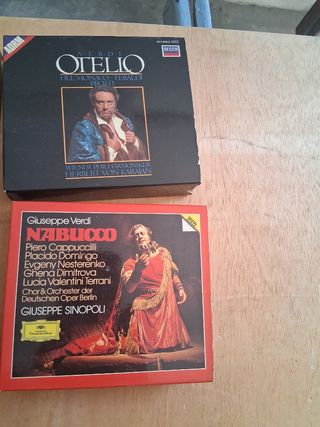 VERDI
OTELLO
DEL MONACO · TEBALDI
PROTTI
WIENER PHILHARMONIKER
HERBERT VON KARAJAN
DECCA
Giuseppe Verdi
NABUCCO
Piero Cappuccilli
Placido Domingo
Evgeny Nesterenko
Ghena Dimitrova
Lucia Valentini Terrani
Chor & Orchester der
Deutschen Oper Berlin
GIUSEPPE SINOPOLI